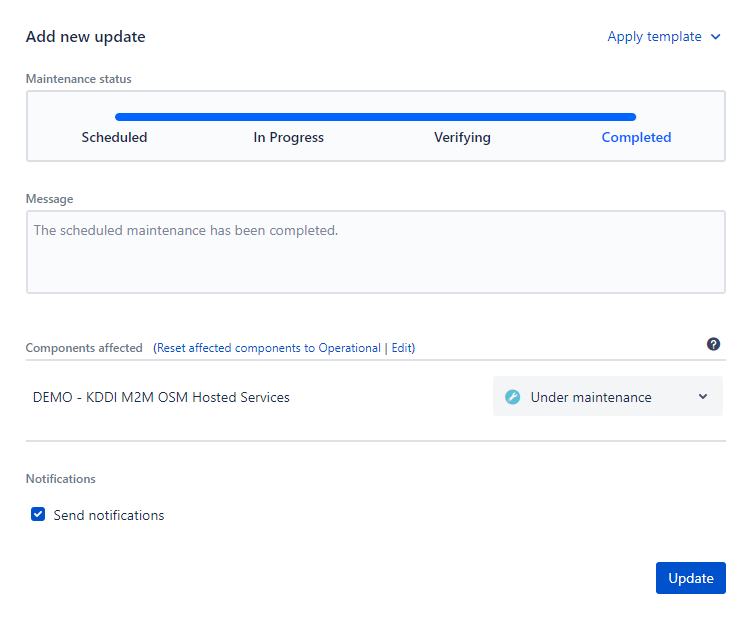 Add new update
Apply template
Maintenance status
Scheduled
In Progress
Verifying
Completed
Message
The scheduled maintenance has been completed.
Components affected (Reset affected components to Operational | Edit)
?
DEMO - KDDI M2M OSM Hosted Services
Under maintenance
Notifications
Send notifications
Update